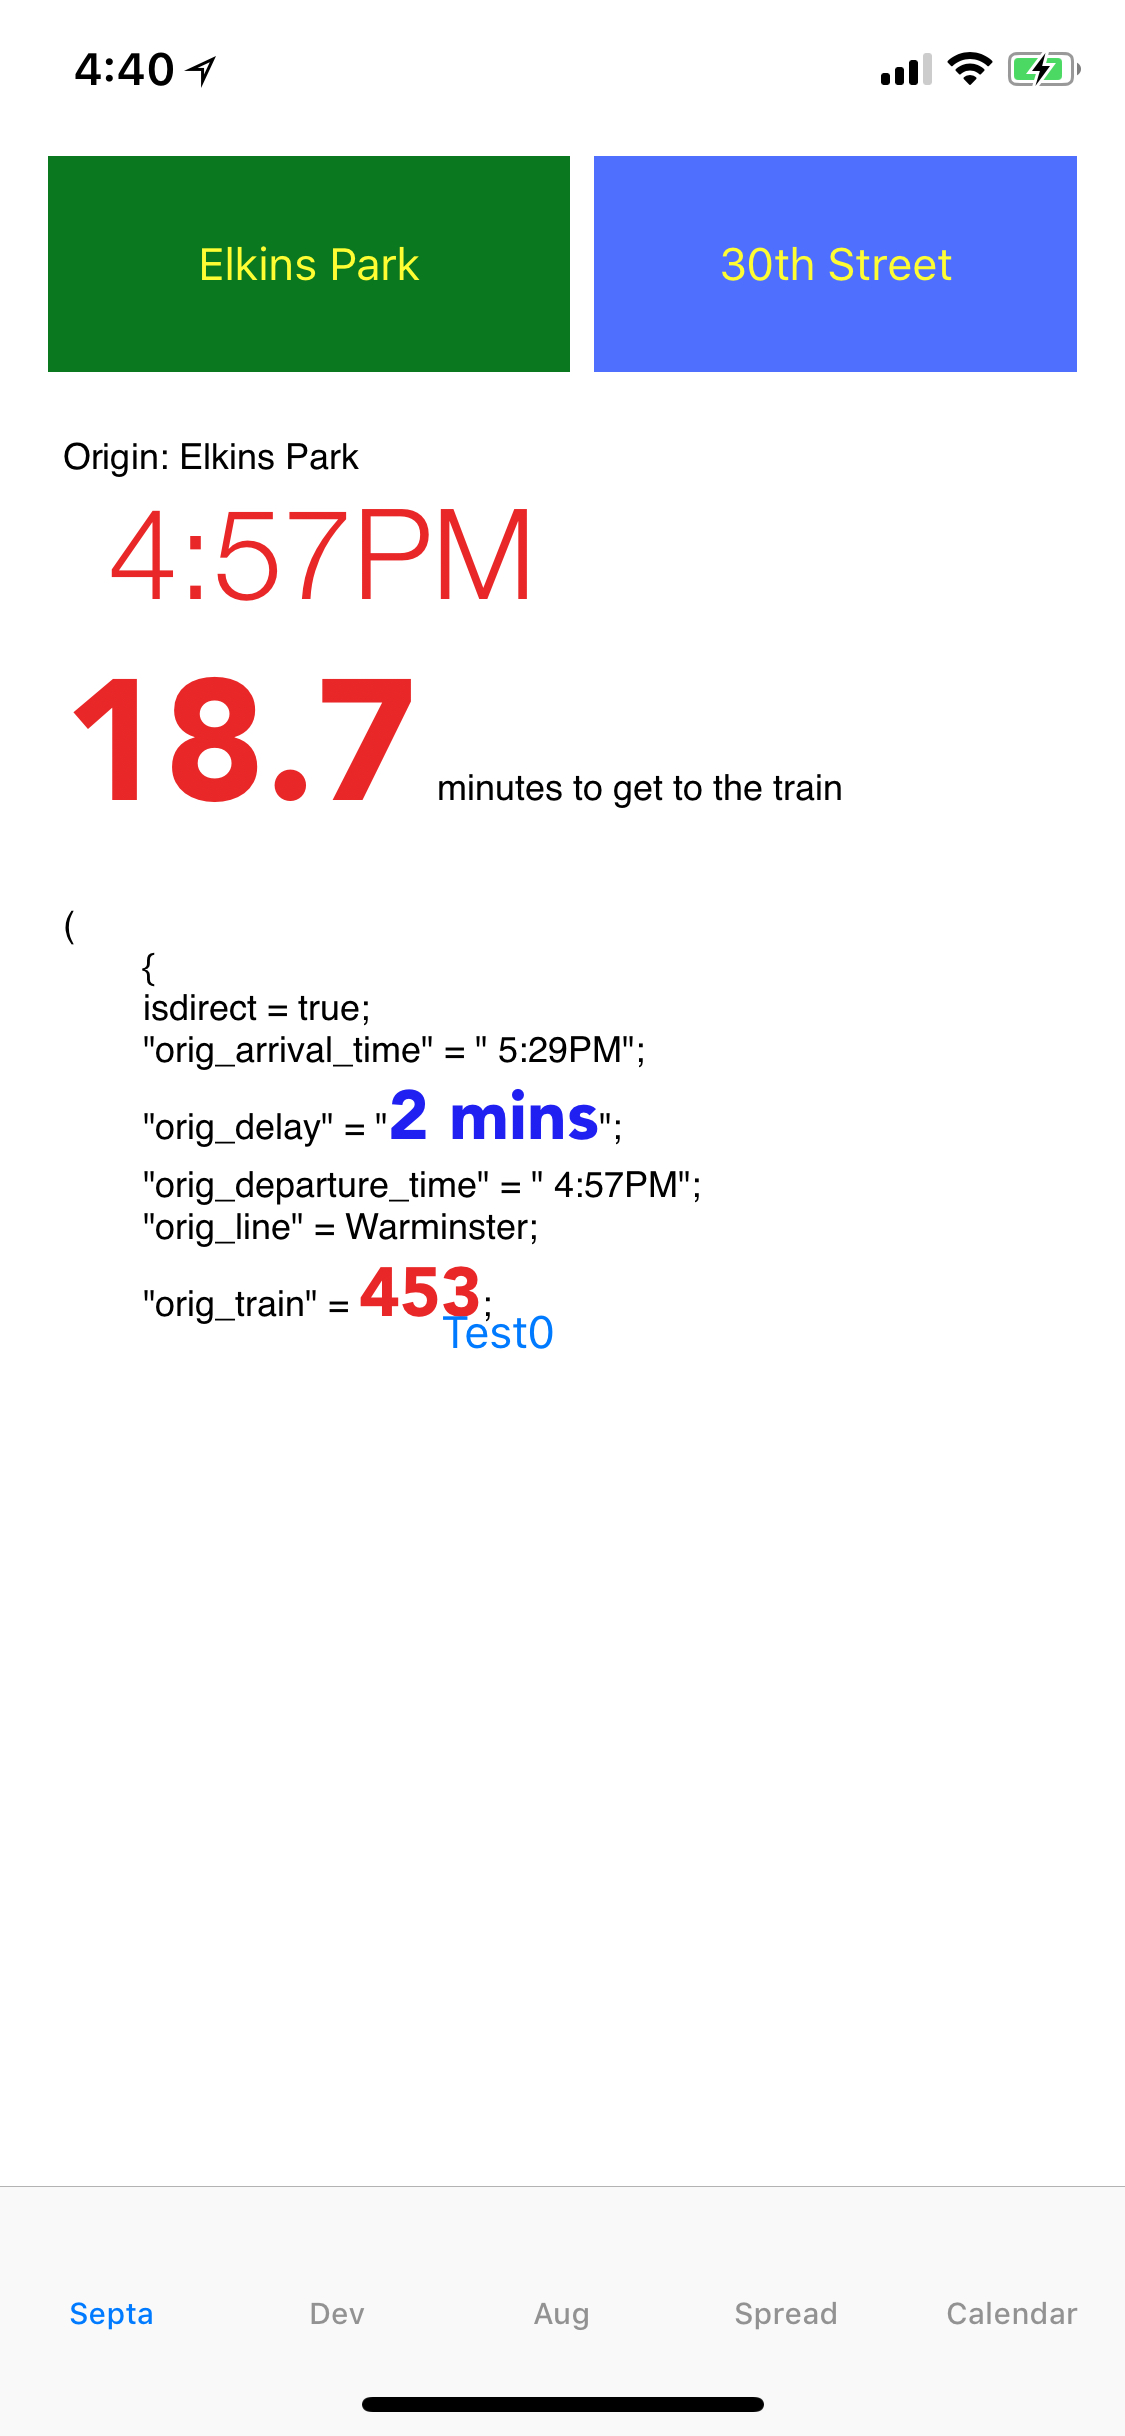 4:40
Elkins Park
30th Street
Origin: Elkins Park
4:57PM
18.7 minutes to get to the train
(
{
isdirect = true;
"orig_arrival_time" = " 5:29PM";
"orig_delay" = "2 mins";
"orig_departure_time" = " 4:57PM";
"orig_line" = Warminster;
"orig_train" = 453;
Test0
Septa Dev Aug Spread Calendar